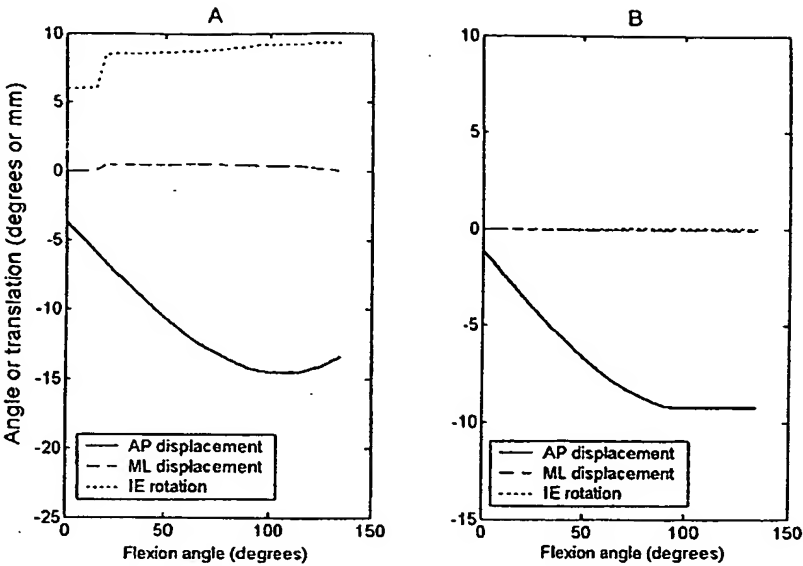 A
B
Angle or translation (degrees or mm)
10
5
0
-5
-10
-15
-20
-25
0
50
100
150
Flexion angle (degrees)
AP displacement
ML displacement
IE rotation
10
5
0
-5
-10
-15
0
50
100
150
Flexion angle (degrees)
AP displacement
ML displacement
IE rotation